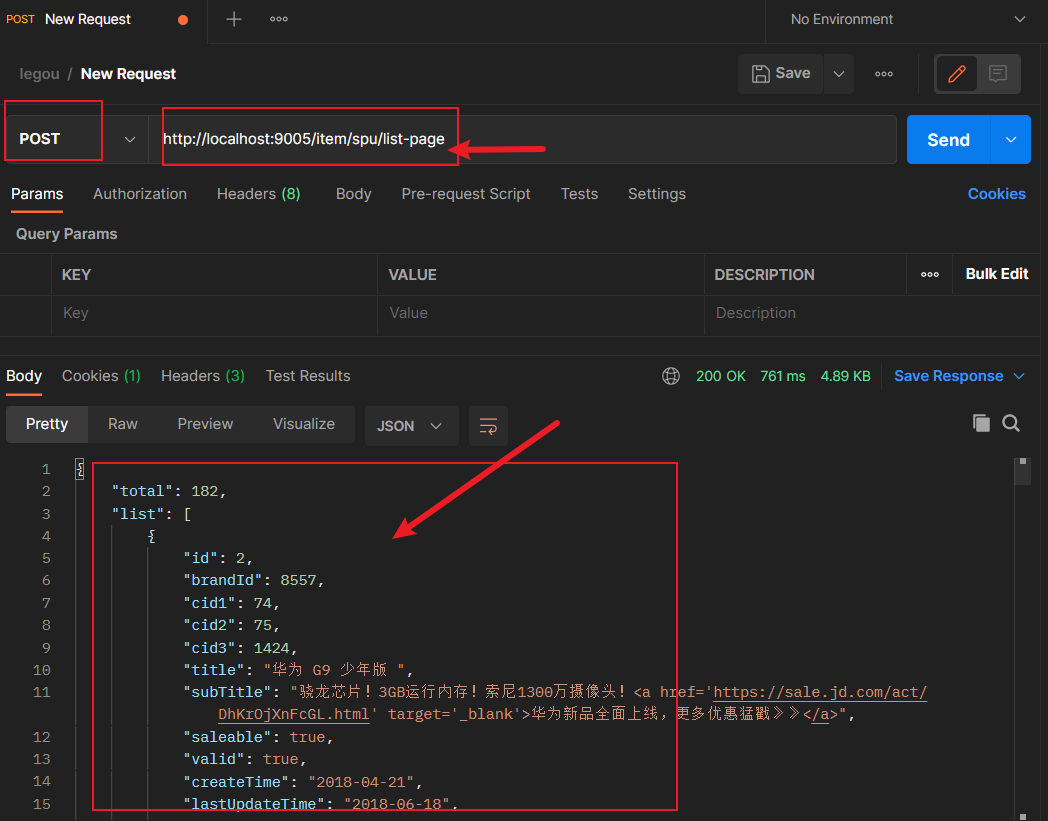 POST New Request No Environment
legou / New Request Save
POST http://localhost:9005/item/spu/list-page Send
Params Authorization Headers (8) Body Pre-request Script Tests Settings Cookies
Query Params
KEY VALUE DESCRIPTION Bulk Edit
Key Value Description
Body Cookies (1) Headers (3) Test Results 200 OK 761 ms 4.89 KB Save Response
Pretty Raw Preview Visualize JSON
1 {
2 "total": 182,
3 "list": [
4 {
5 "id": 2,
6 "brandId": 8557,
7 "cid1": 74,
8 "cid2": 75,
9 "cid3": 1424,
10 "title": "华为 G9 少年版 ",
11 "subTitle": "骁龙芯片！3GB运行内存！索尼1300万摄像头！<a href='https://sale.jd.com/act/
DhKrOjXnFcGL.html' target='_blank'>华为新品全面上线，更多优惠猛戳》》</a>",
12 "saleable": true,
13 "valid": true,
14 "createTime": "2018-04-21",
15 "lastUpdateTime": "2018-06-18",